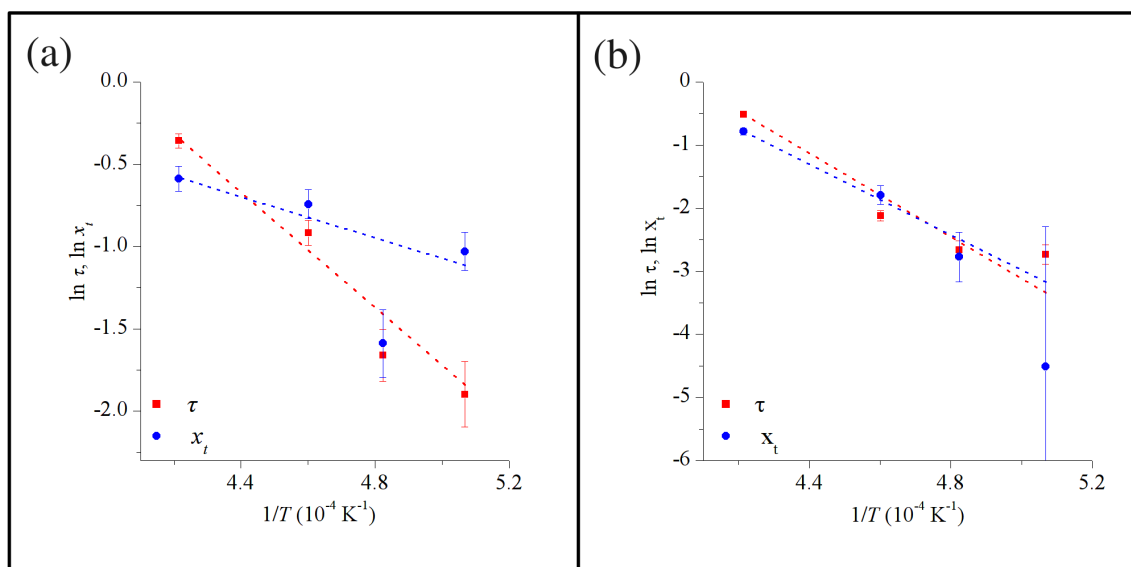 (a)
0.0
-0.5
-1.0
-1.5
-2.0
ln τ, ln x_t
τ
x_t
4.4 4.8 5.2
1/T (10^-4 K^-1)
(b)
0
-1
-2
-3
-4
-5
-6
ln τ, ln x_t
τ
x_t
4.4 4.8 5.2
1/T (10^-4 K^-1)